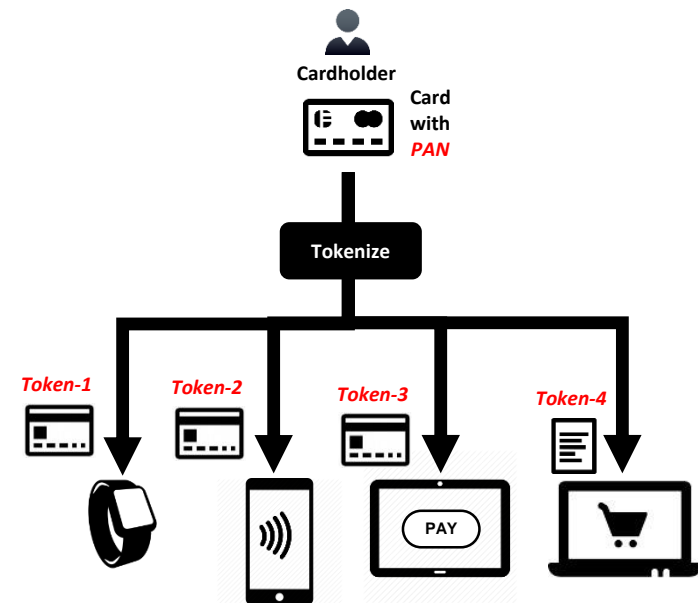 Cardholder
Card
with
PAN
Tokenize
Token-1
Token-2
Token-3
Token-4
PAY